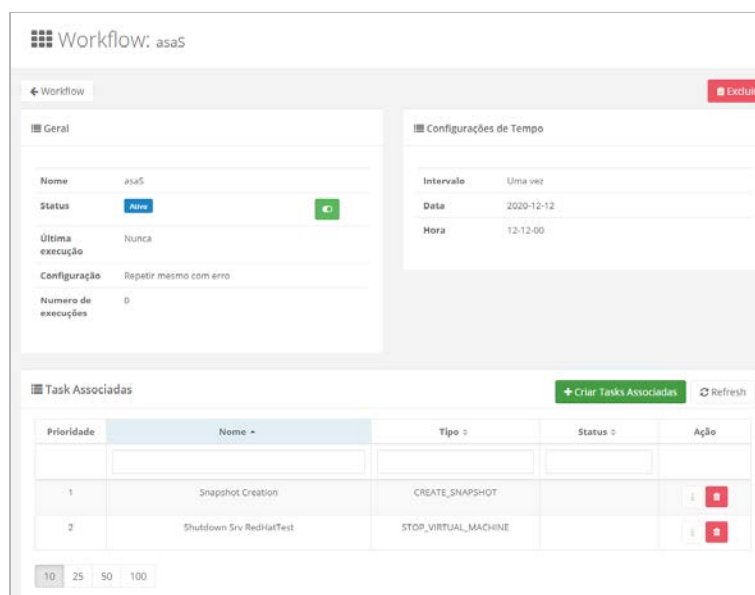 Workflow: asaS
Workflow
Excluir
Geral
Nome asaS
Status Ativo
Última execução Nunca
Configuração Repetir mesmo com erro
Numero de execuções 0
Configurações de Tempo
Intervalo Uma vez
Data 2020-12-12
Hora 12-12-00
Task Associadas
+ Criar Tasks Associadas Refresh
Prioridade Nome Tipo Status Ação
1 Snapshot Creation CREATE_SNAPSHOT
2 Shutdown Srv RedHatTest STOP_VIRTUAL_MACHINE
10 25 50 100